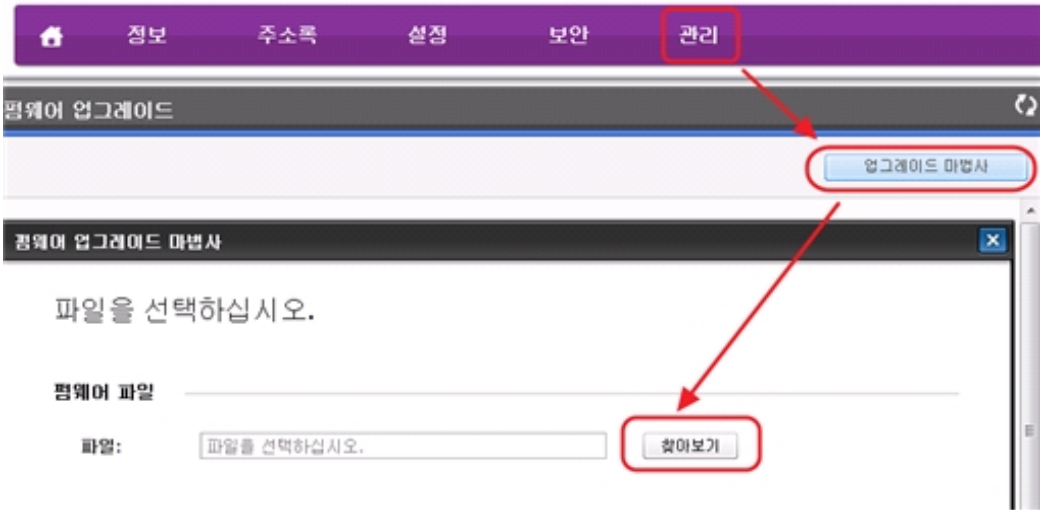 정보 주소록 설정 보안 관리
펌웨어 업그레이드
업그레이드 마법사
펌웨어 업그레이드 마법사
파일을 선택하십시오.
펌웨어 파일
파일: 파일을 선택하십시오. 찾아보기